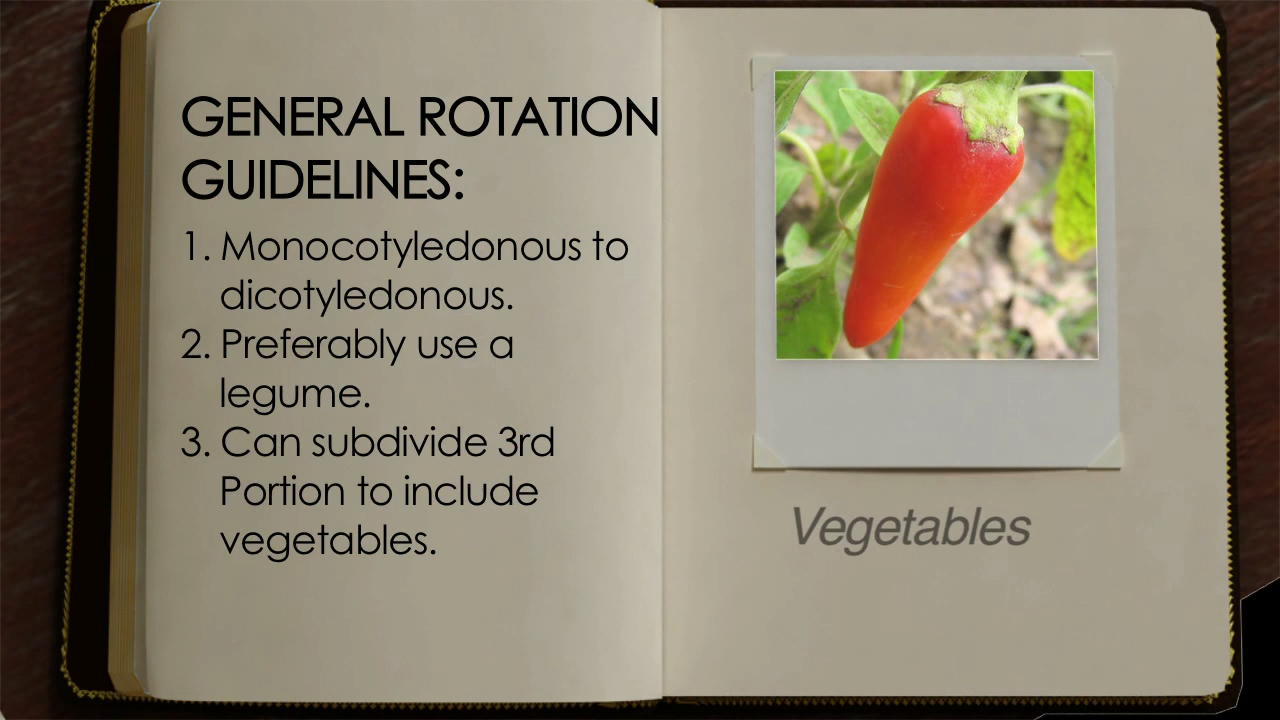 GENERAL ROTATION
GUIDELINES:
1. Monocotyledonous to
dicotyledonous.
2. Preferably use a
legume.
3. Can subdivide 3rd
Portion to include
vegetables.
Vegetables